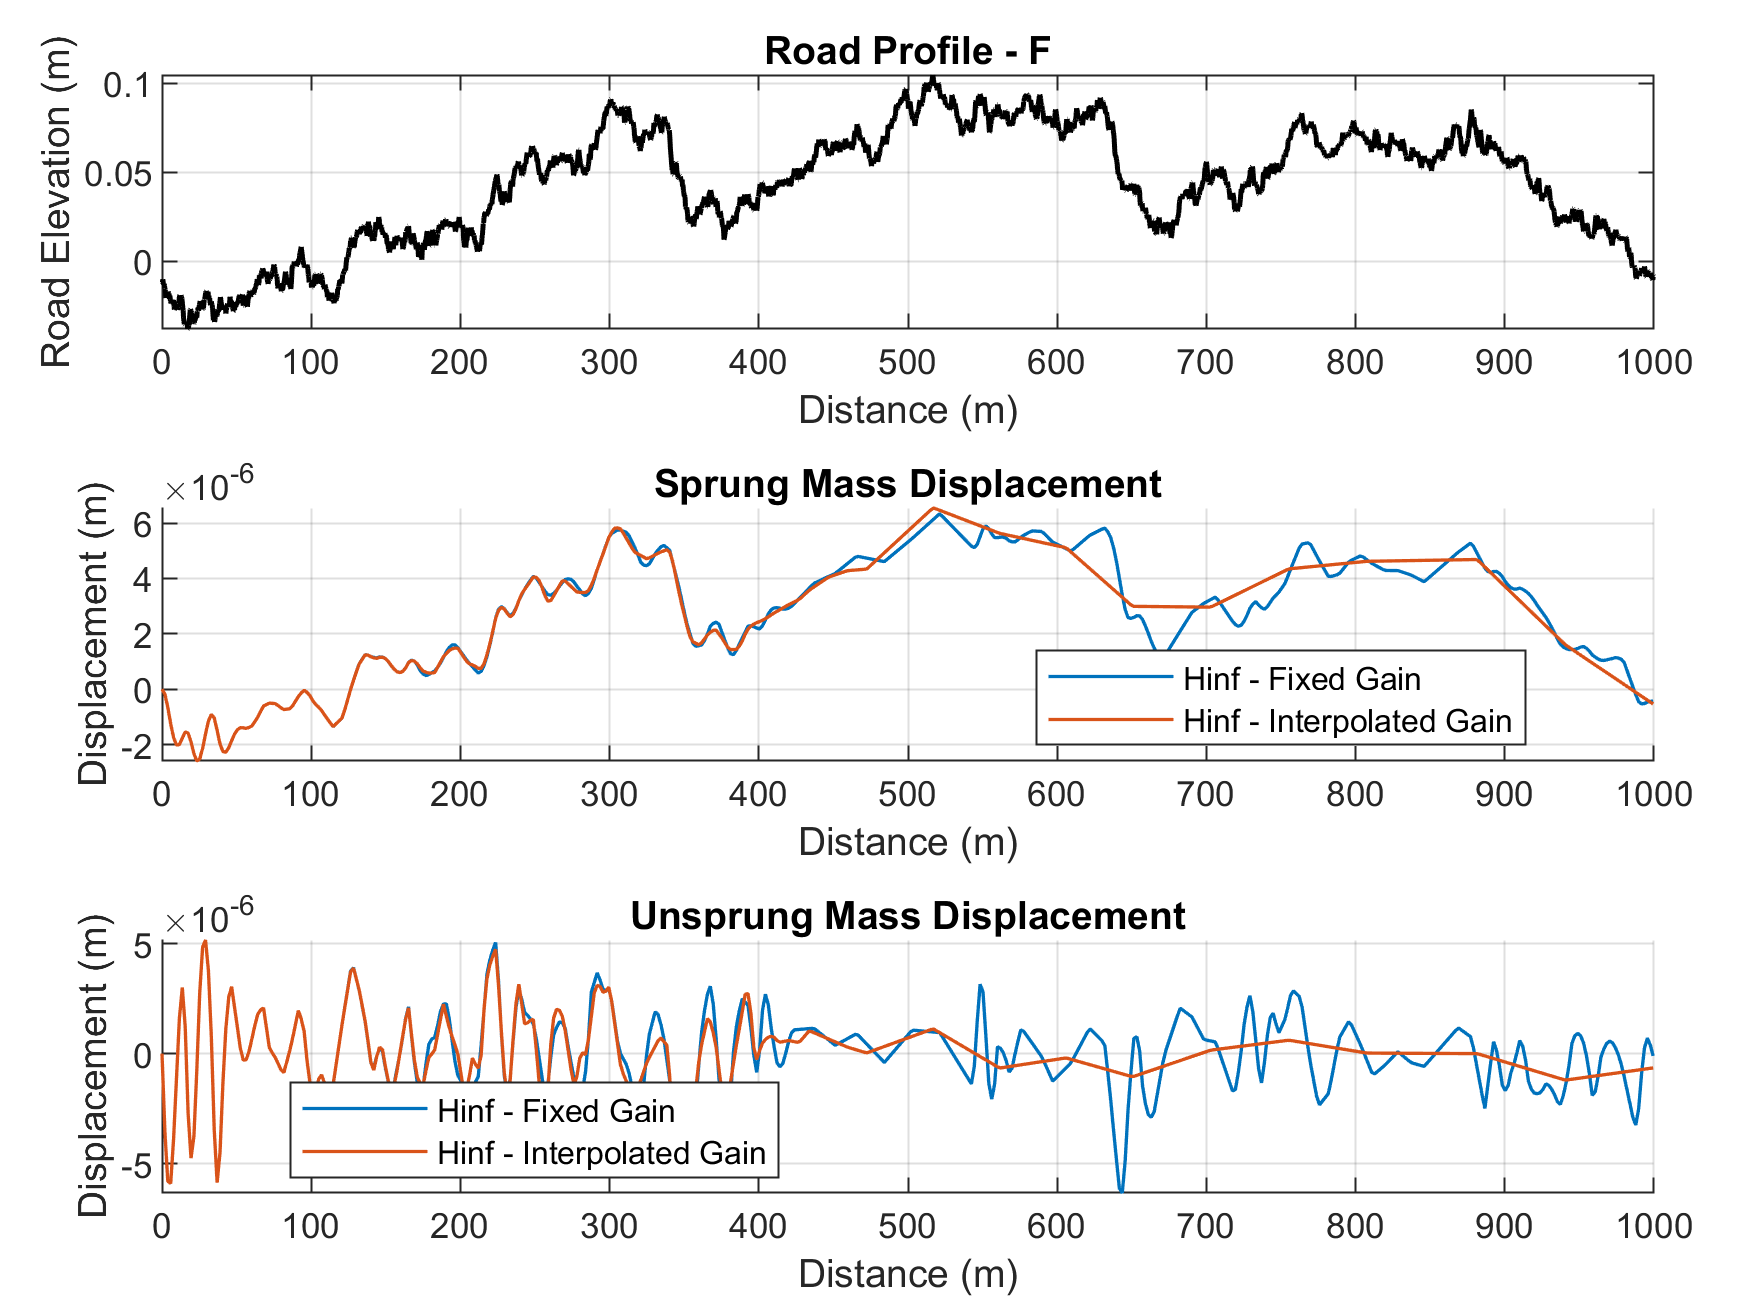 Road Profile - F
Road Elevation (m)
0.1
0.05
0
0 100 200 300 400 500 600 700 800 900 1000
Distance (m)
×10-6
Sprung Mass Displacement
Displacement (m)
6
4
2
0
-2
Hinf - Fixed Gain
Hinf - Interpolated Gain
0 100 200 300 400 500 600 700 800 900 1000
Distance (m)
×10-6
Unsprung Mass Displacement
Displacement (m)
5
0
-5
Hinf - Fixed Gain
Hinf - Interpolated Gain
0 100 200 300 400 500 600 700 800 900 1000
Distance (m)